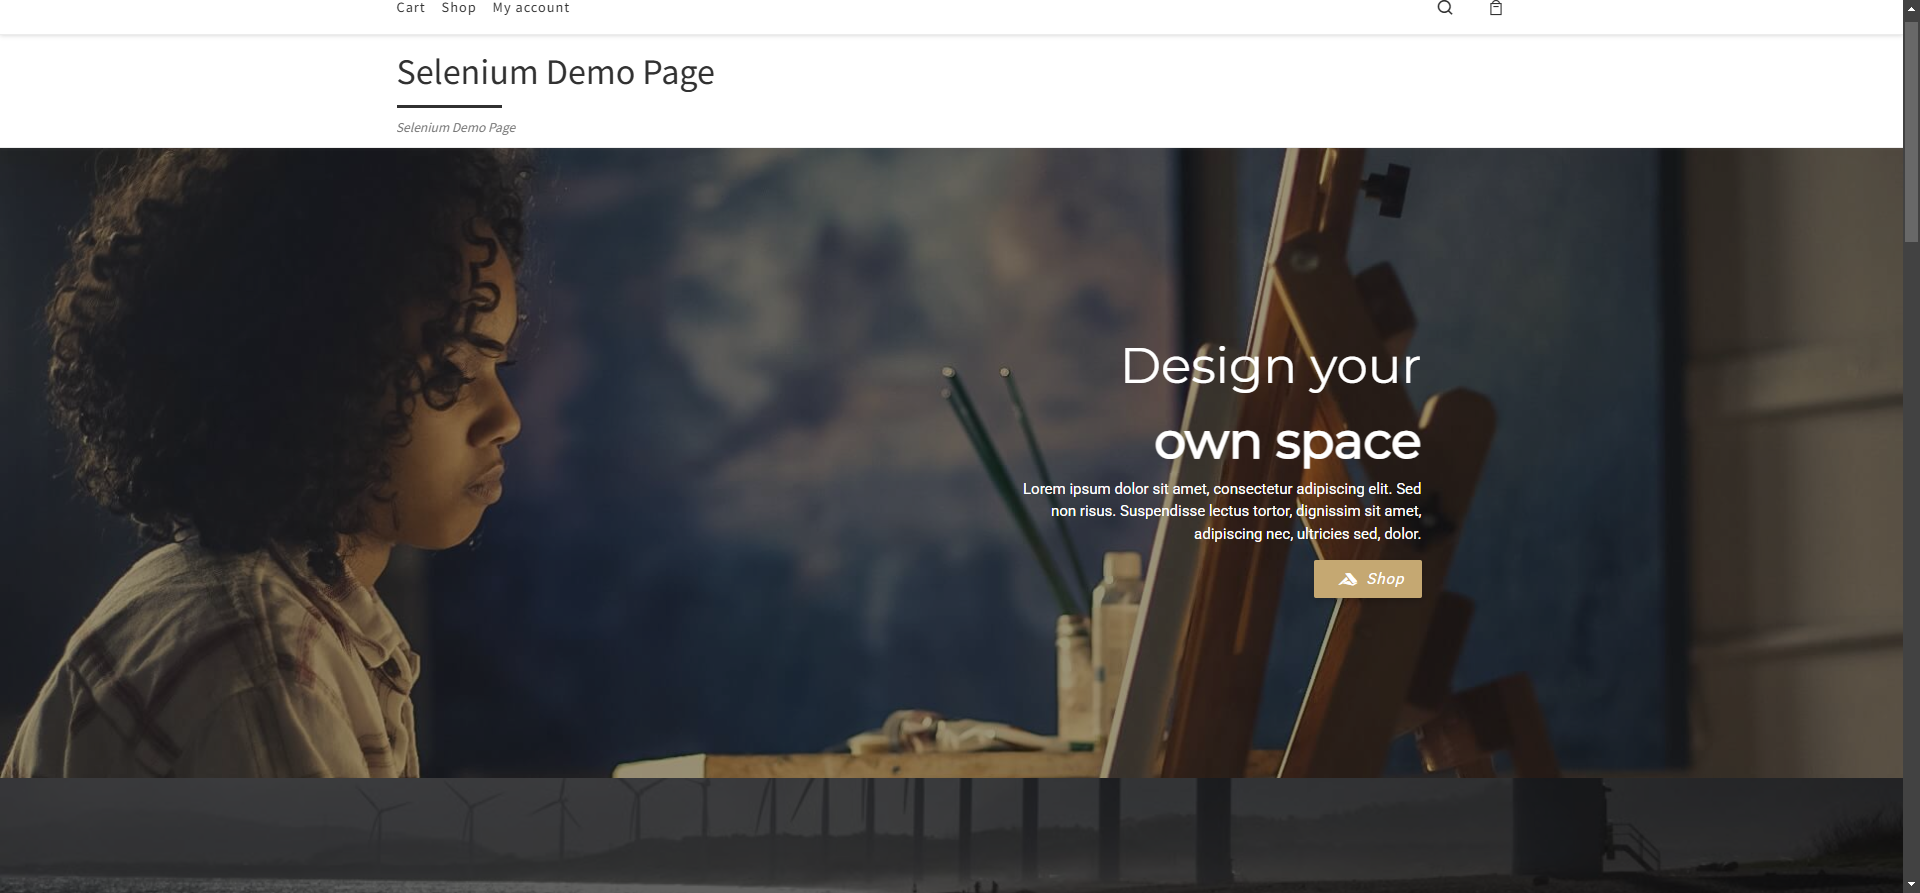 Cart Shop My account
Selenium Demo Page
Selenium Demo Page
Design your
own space
Lorem ipsum dolor sit amet, consectetur adipiscing elit. Sed
non risus. Suspendisse lectus tortor, dignissim sit amet,
adipiscing nec, ultricies sed, dolor.
Shop